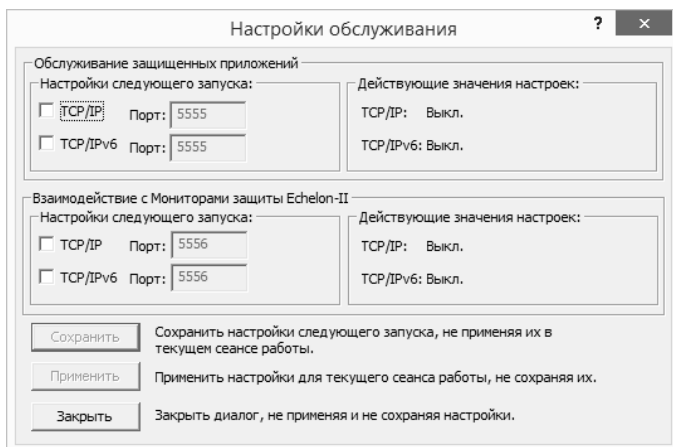 Настройки обслуживания ? ×
Обслуживание защищенных приложений
Настройки следующего запуска: Действующие значения настроек:
TCP/IP Порт: 5555 TCP/IP: Выкл.
TCP/IPv6 Порт: 5555 TCP/IPv6: Выкл.
Взаимодействие с Мониторами защиты Echelon-II
Настройки следующего запуска: Действующие значения настроек:
TCP/IP Порт: 5556 TCP/IP: Выкл.
TCP/IPv6 Порт: 5556 TCP/IPv6: Выкл.
Сохранить Сохранить настройки следующего запуска, не применяя их в
текущем сеансе работы.
Применить Применить настройки для текущего сеанса работы, не сохраняя их.
Закрыть Закрыть диалог, не применяя и не сохраняя настройки.